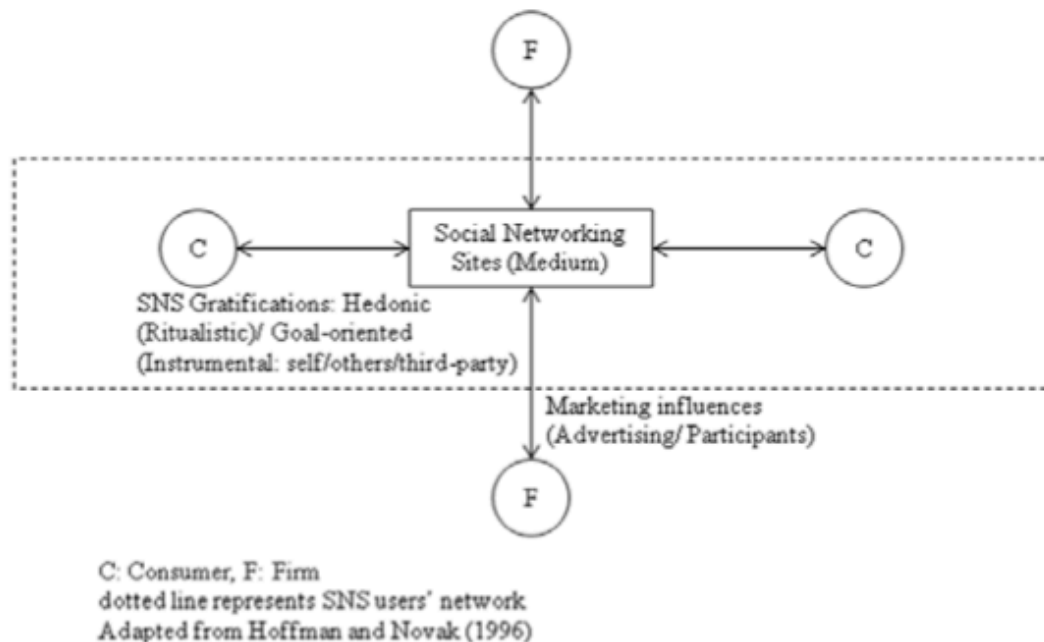 F
Social Networking
Sites (Medium)
C
C
SNS Gratifications: Hedonic
(Ritualistic)/ Goal-oriented
(Instrumental: self/others/third-party)
Marketing influences
(Advertising/ Participants)
F
C: Consumer, F: Firm
dotted line represents SNS users’ network
Adapted from Hoffman and Novak (1996)